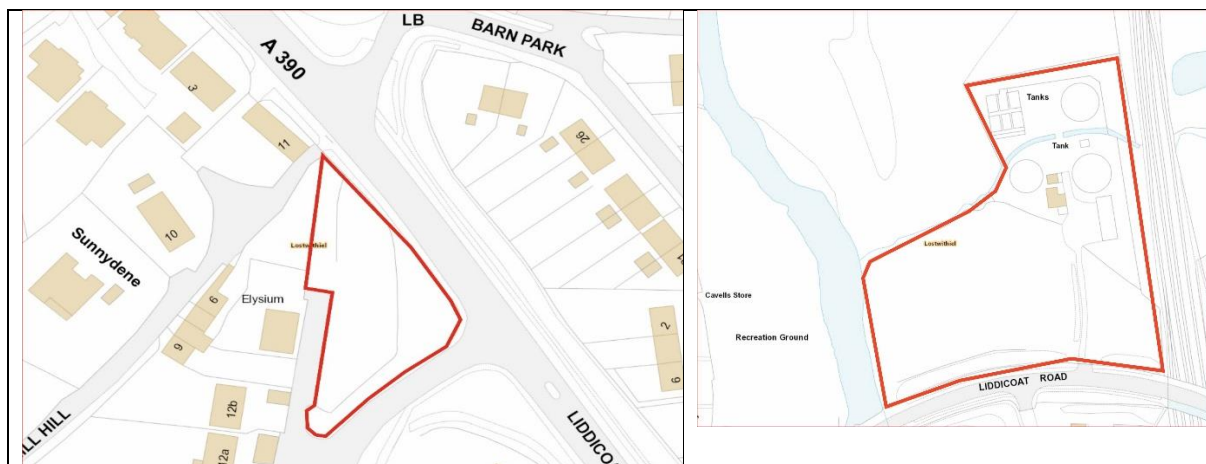 LB
BARN PARK
A 390
3
11
26
10
Sunnydene
Lostwithiel
Elysium
6
9
2
6
12b
12a
LL HILL
LIDDICO
Tanks
Tank
Lostwithiel
Cavells Store
Recreation Ground
LIDDICOAT ROAD